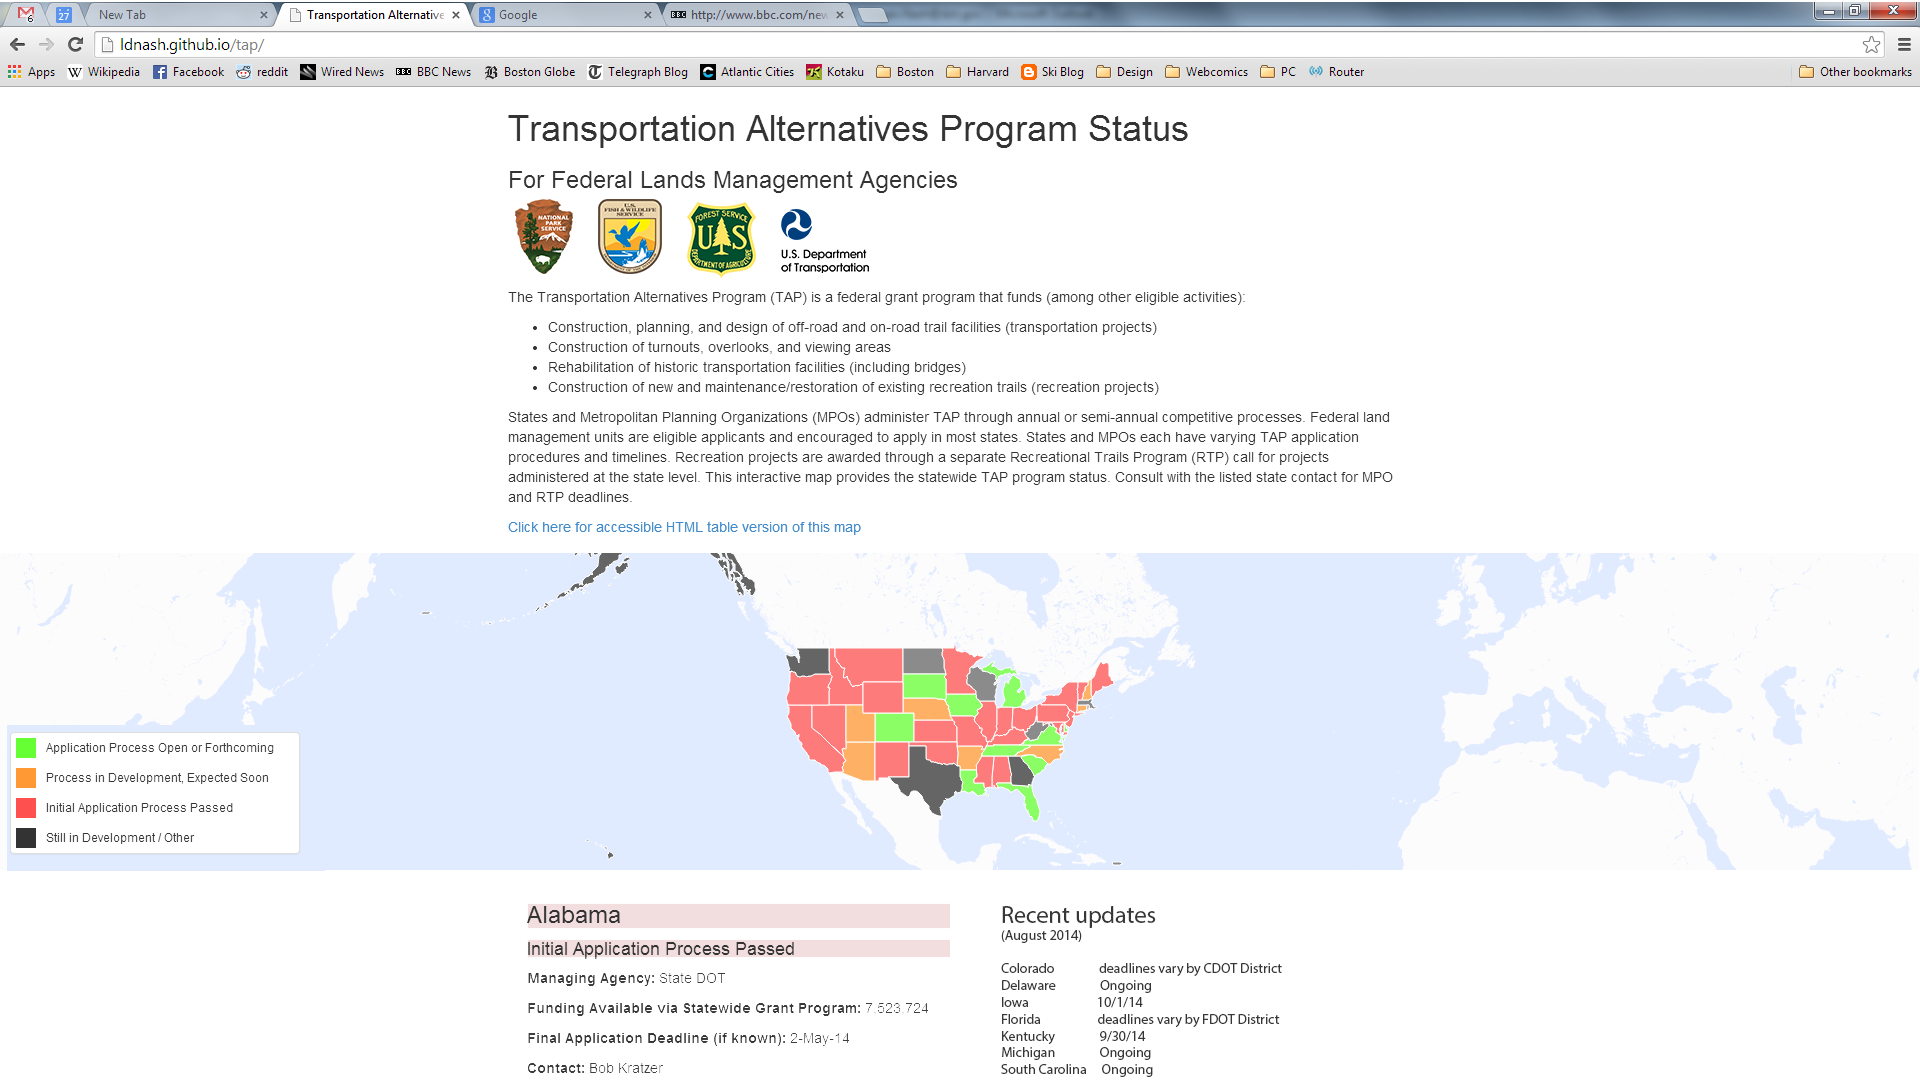 6
27
New Tab
Transportation Alternative
Google
http://www.bbc.com/new
ldnash.github.io/tap/
Apps
W Wikipedia
Facebook
reddit
Wired News
BBC BBC News
B Boston Globe
T Telegraph Blog
C Atlantic Cities
K Kotaku
Boston
Harvard
Ski Blog
Design
Webcomics
PC
Router
Other bookmarks
Transportation Alternatives Program Status
For Federal Lands Management Agencies
NATIONAL PARK SERVICE
U.S. FISH & WILDLIFE SERVICE
FOREST SERVICE
U S
DEPARTMENT OF AGRICULTURE
U.S. Department
of Transportation
The Transportation Alternatives Program (TAP) is a federal grant program that funds (among other eligible activities):
• Construction, planning, and design of off-road and on-road trail facilities (transportation projects)
• Construction of turnouts, overlooks, and viewing areas
• Rehabilitation of historic transportation facilities (including bridges)
• Construction of new and maintenance/restoration of existing recreation trails (recreation projects)
States and Metropolitan Planning Organizations (MPOs) administer TAP through annual or semi-annual competitive processes. Federal land
management units are eligible applicants and encouraged to apply in most states. States and MPOs each have varying TAP application
procedures and timelines. Recreation projects are awarded through a separate Recreational Trails Program (RTP) call for projects
administered at the state level. This interactive map provides the statewide TAP program status. Consult with the listed state contact for MPO
and RTP deadlines.
Click here for accessible HTML table version of this map
Application Process Open or Forthcoming
Process in Development, Expected Soon
Initial Application Process Passed
Still in Development / Other
Alabama
Initial Application Process Passed
Managing Agency: State DOT
Funding Available via Statewide Grant Program: 7,523,724
Final Application Deadline (if known): 2-May-14
Contact: Bob Kratzer
Recent updates
(August 2014)
Colorado deadlines vary by CDOT District
Delaware Ongoing
Iowa 10/1/14
Florida deadlines vary by FDOT District
Kentucky 9/30/14
Michigan Ongoing
South Carolina Ongoing